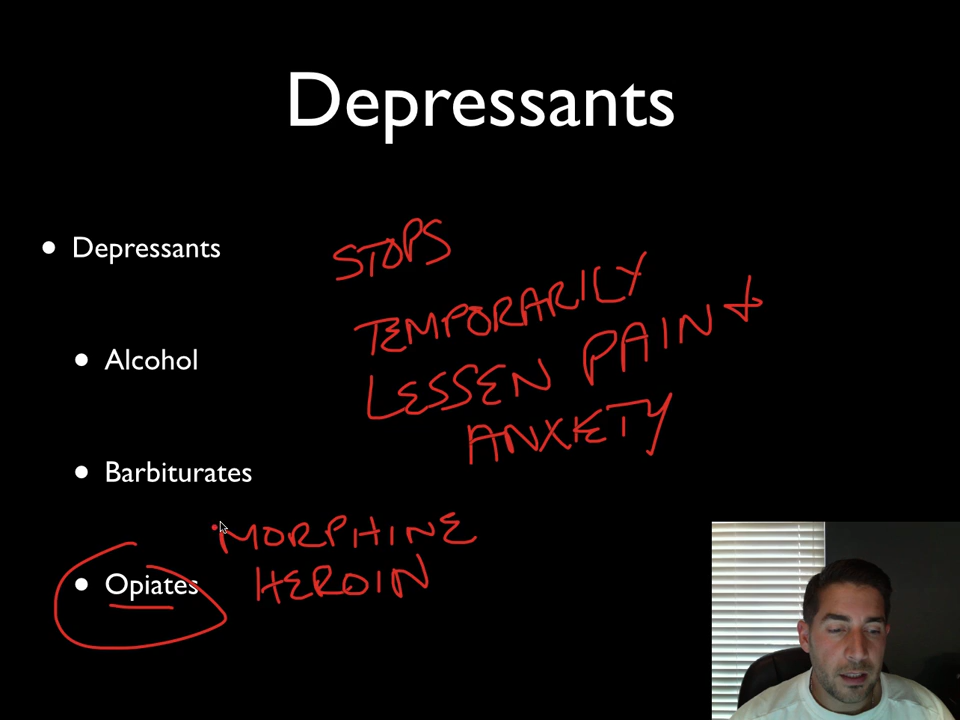 Depressants
• Depressants
STOPS
TEMPORARILY
LESSEN PAIN +
• Alcohol
ANXIETY
• Barbiturates
MORPHINE
• Opiates
HEROIN